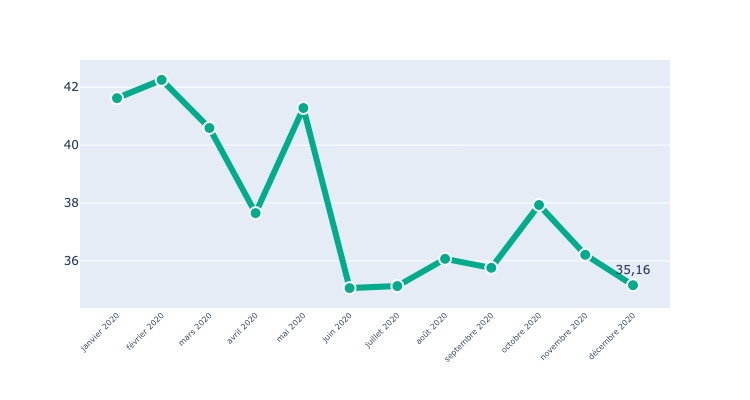 42
40
38
36
35,16
janvier 2020
février 2020
mars 2020
avril 2020
mai 2020
juin 2020
juillet 2020
août 2020
septembre 2020
octobre 2020
novembre 2020
décembre 2020